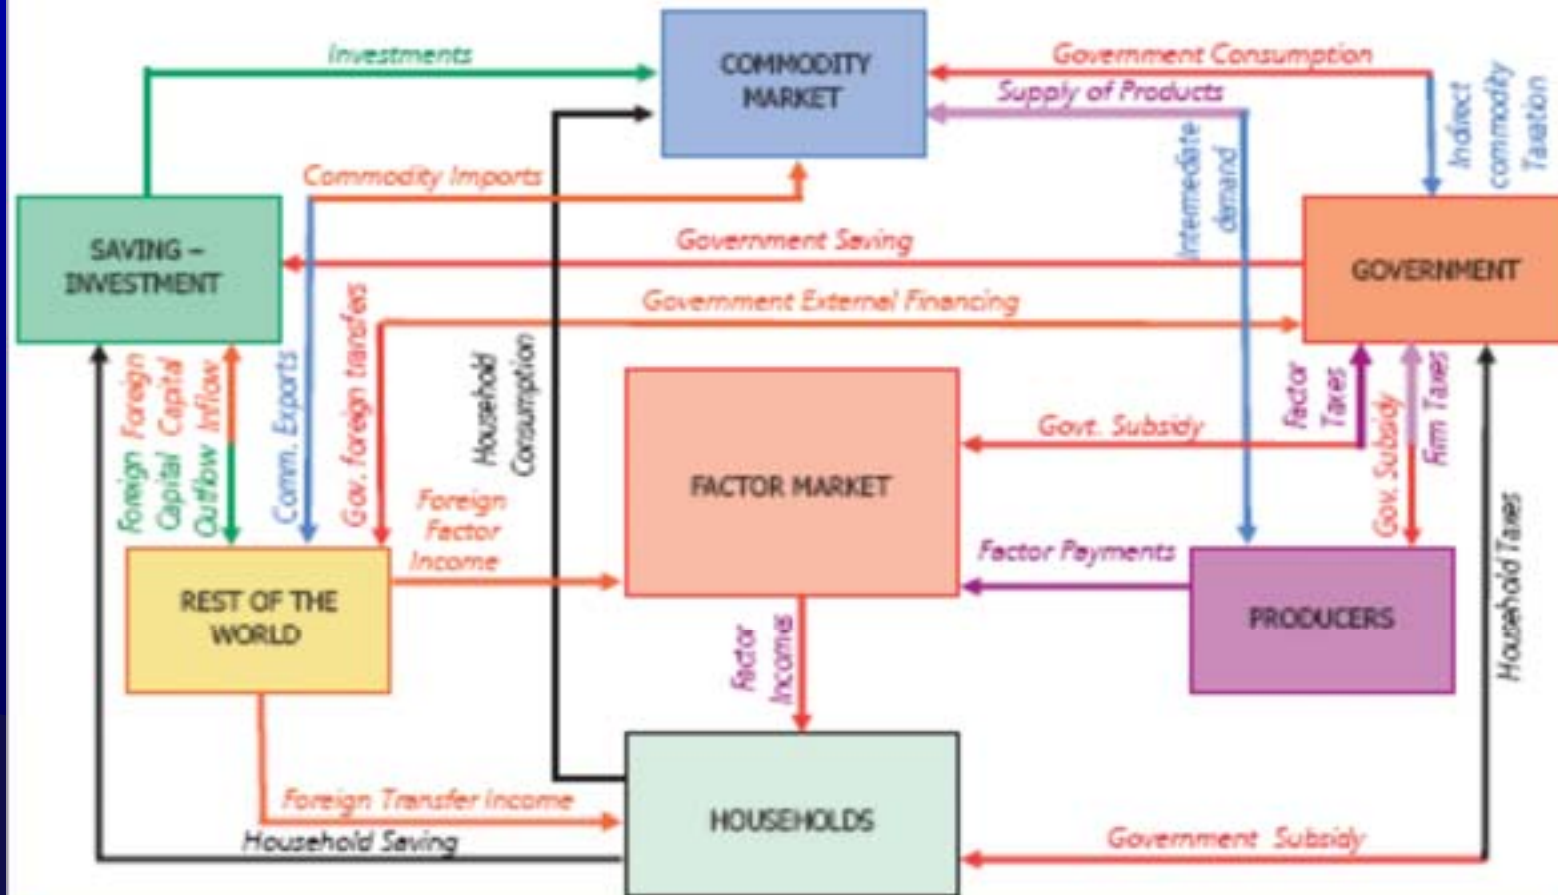 Investments
COMMODITY
MARKET
Government Consumption
Supply of Products
Indirect
commodity
Taxation
Intermediate
demand
Commodity Imports
SAVING –
INVESTMENT
Government Saving
GOVERNMENT
Government External Financing
Foreign Foreign
Capital Capital
Outflow Inflow
Comm. Exports
Gov. foreign transfers
Household
Consumption
Factor
Taxes
Gov. Subsidy
Firm Taxes
Govt. Subsidy
FACTOR MARKET
Foreign
Factor
Income
Factor Payments
REST OF THE
WORLD
PRODUCERS
Household Taxes
Factor
Incomes
Foreign Transfer Income
HOUSEHOLDS
Household Saving
Government Subsidy